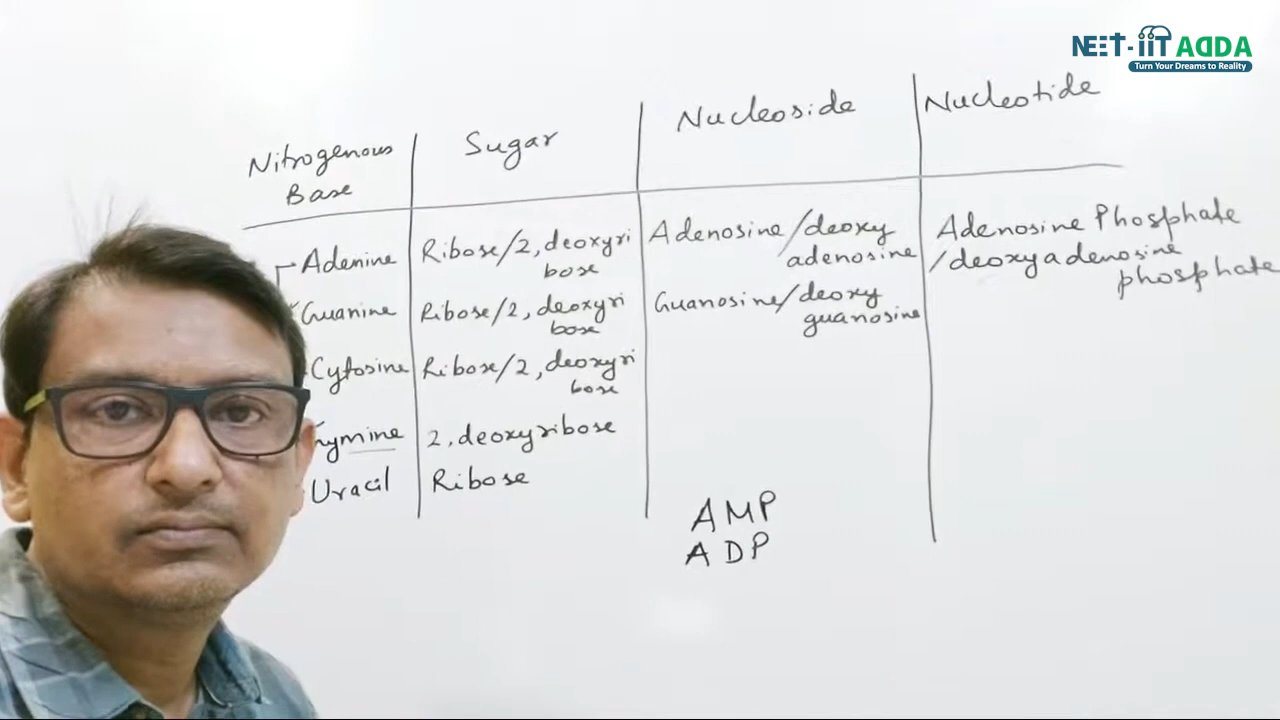 NEET-IIT ADDA
Turn Your Dreams to Reality
Nitrogenous Base
Sugar
Nucleoside
Nucleotide
Adenine
Ribose/2, deoxyri
bose
Adenosine/deoxy
adenosine
Adenosine Phosphate
/deoxyadenosine
phosphate
Guanine
Ribose/2, deoxyri
bose
Guanosine/deoxy
guanosine
Cytosine
Ribose/2, deoxyri
bose
Thymine
2, deoxyribose
Uracil
Ribose
AMP
ADP